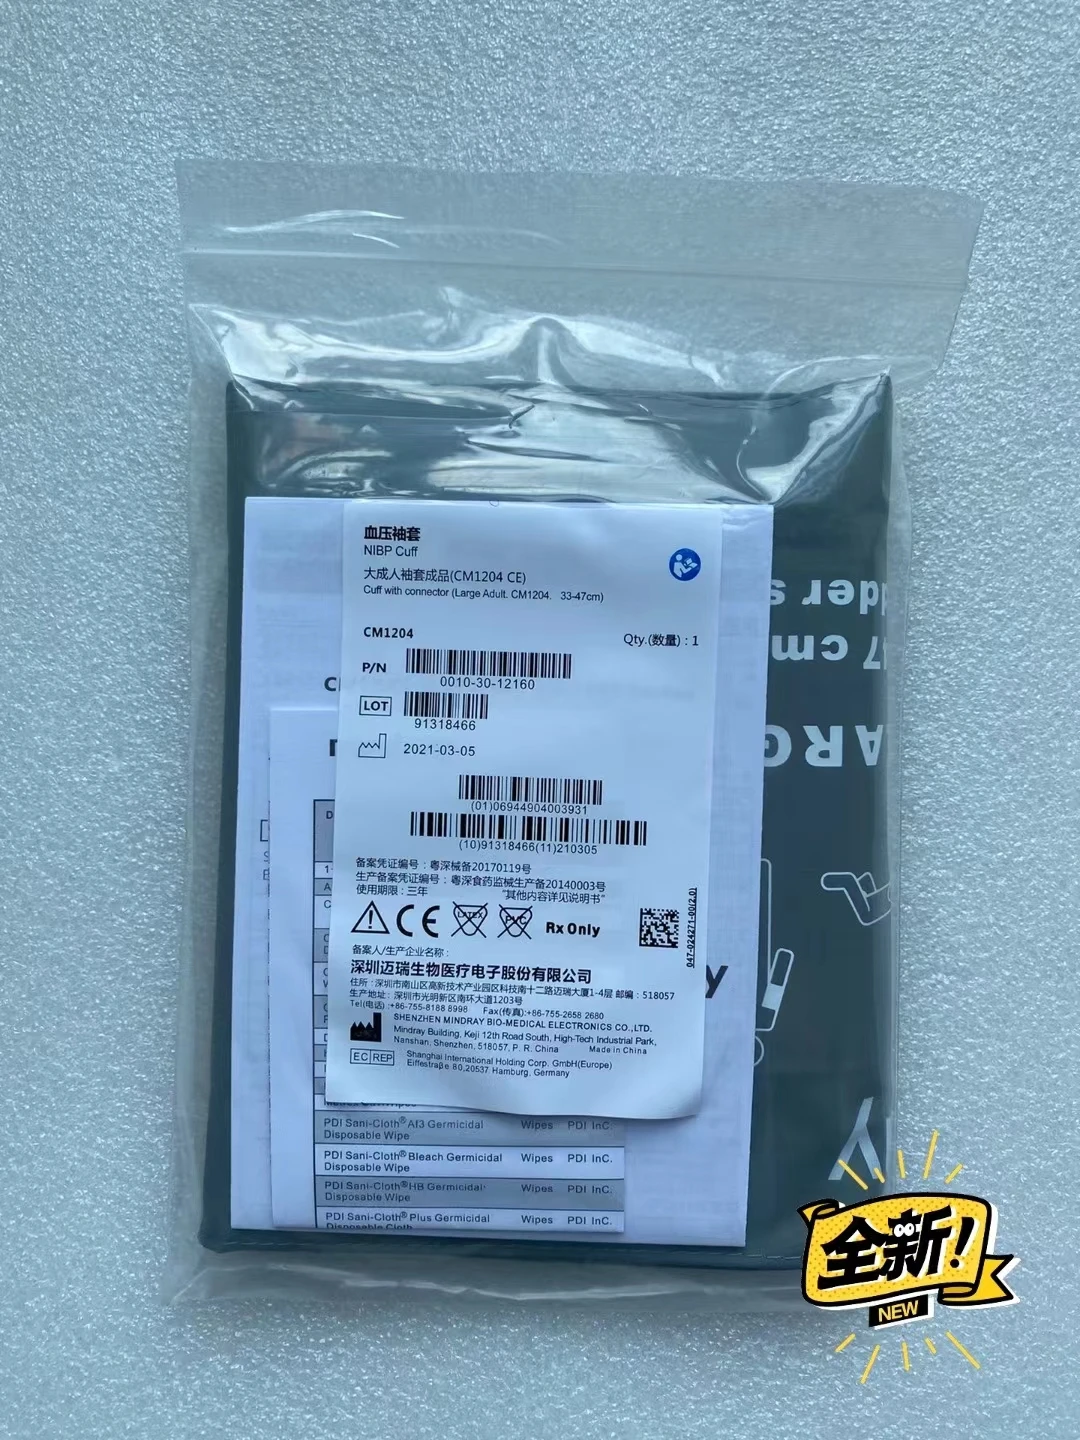 血压袖套
NIBP Cuff
大成人袖套成品(CM1204 CE)
Cuff with connector (Large Adult. CM1204. 33-47cm)
CM1204
Qty.(数量) : 1
P/N
0010-30-12160
LOT
91318466
2021-03-05
(01)06944904003931
(10)91318466(11)210305
备案凭证编号：粤深械备20170119号
生产备案凭证编号：粤深食药监械生产备20140003号
使用期限：三年 "其他内容详见说明书"
CE LATEX PVC Rx Only
047-024271-00(2.0)
备案人/生产企业名称：
深圳迈瑞生物医疗电子股份有限公司
住所：深圳市南山区高新技术产业园区科技南十二路迈瑞大厦1-4层 邮编：518057
生产地址：深圳市光明新区南环大道1203号
Tel(电话):+86-755-8188 8998 Fax(传真):+86-755-2658 2680
SHENZHEN MINDRAY BIO-MEDICAL ELECTRONICS CO.,LTD.
Mindray Building, Keji 12th Road South, High-Tech Industrial Park,
Nanshan, Shenzhen, 518057, P. R. China Made in China
EC REP
Shanghai International Holding Corp. GmbH(Europe)
Eiffestraβe 80,20537 Hamburg, Germany
PDI Sani-Cloth® AF3 Germicidal Wipes PDI Inc.
Disposable Wipe
PDI Sani-Cloth® Bleach Germicidal Wipes PDI Inc.
Disposable Wipe
PDI Sani-Cloth® HB Germicidal Wipes PDI Inc.
Disposable Wipe
PDI Sani-Cloth® Plus Germicidal Wipes PDI Inc.
Disposable Cloth
cm
全新!
NEW